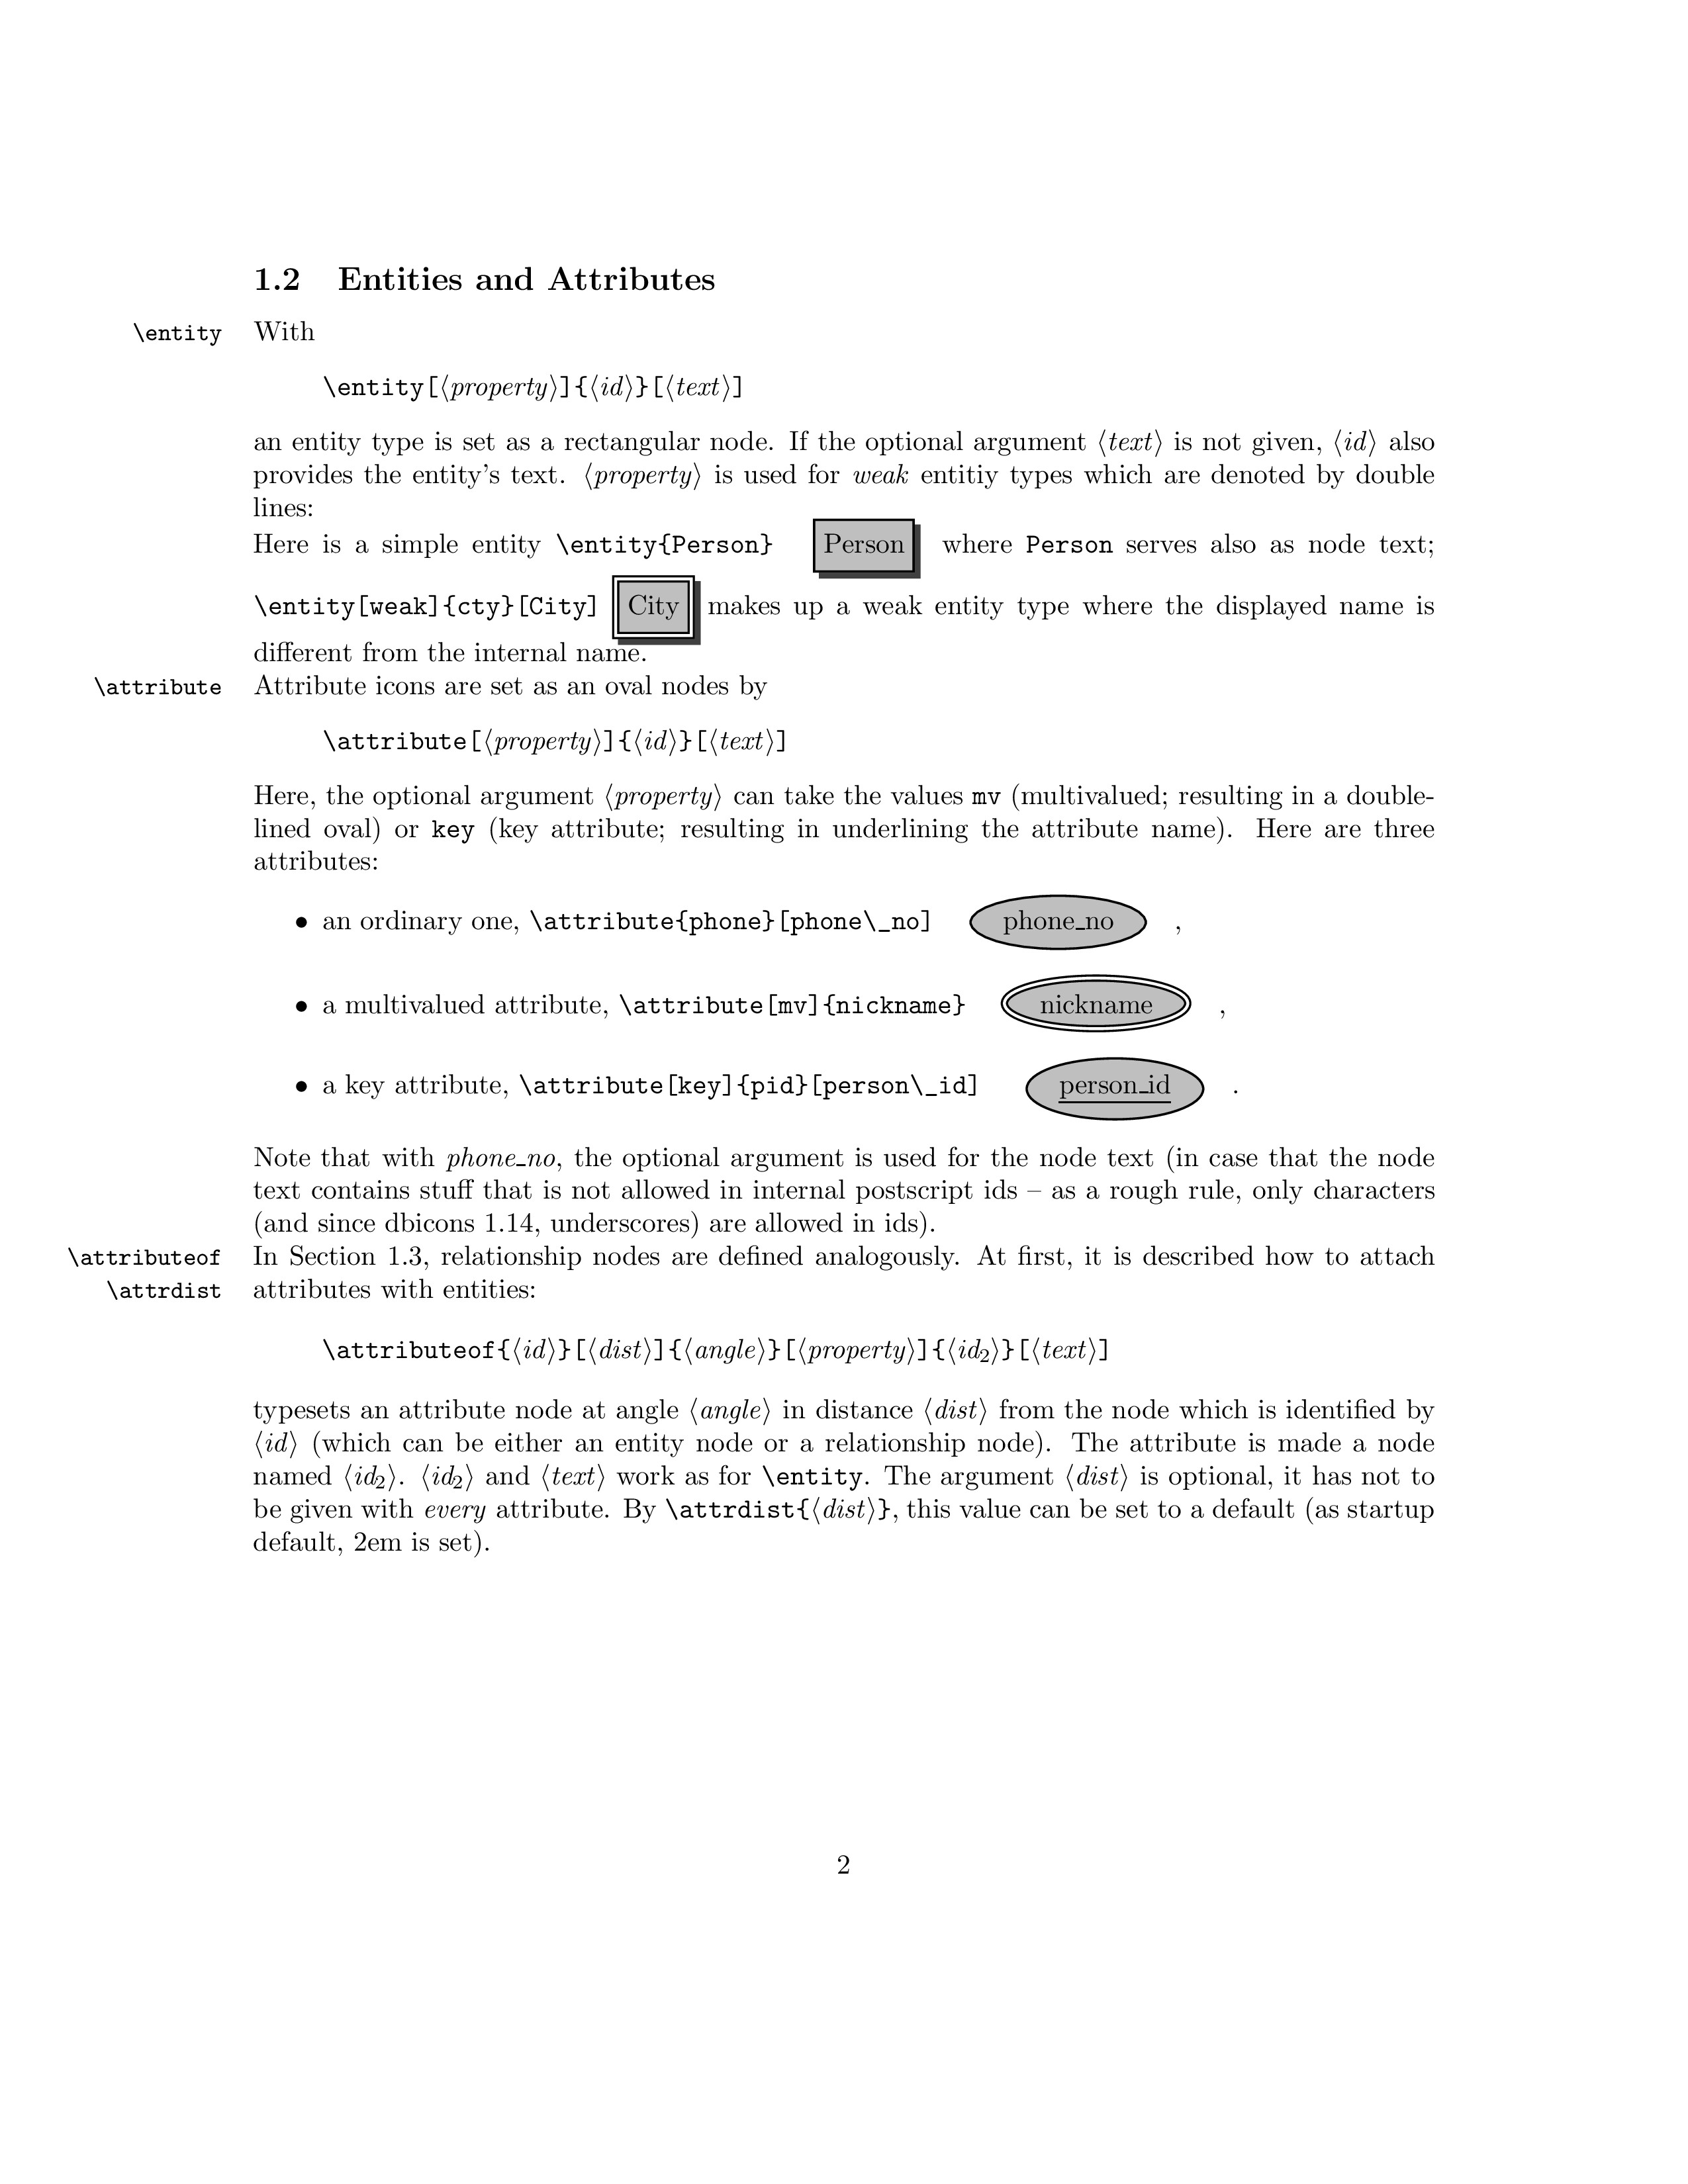 1.2 Entities and Attributes
\entity With
\entity[⟨property⟩]{⟨id⟩}[⟨text⟩]
an entity type is set as a rectangular node. If the optional argument ⟨text⟩ is not given, ⟨id⟩ also
provides the entity's text. ⟨property⟩ is used for weak entitiy types which are denoted by double
lines:
Here is a simple entity \entity{Person} Person where Person serves also as node text;
\entity[weak]{cty}[City] City makes up a weak entity type where the displayed name is
different from the internal name.
\attribute Attribute icons are set as an oval nodes by
\attribute[⟨property⟩]{⟨id⟩}[⟨text⟩]
Here, the optional argument ⟨property⟩ can take the values mv (multivalued; resulting in a double-
lined oval) or key (key attribute; resulting in underlining the attribute name). Here are three
attributes:
• an ordinary one, \attribute{phone}[phone\_no] phone_no ,
• a multivalued attribute, \attribute[mv]{nickname} nickname ,
• a key attribute, \attribute[key]{pid}[person\_id] person_id .
Note that with phone_no, the optional argument is used for the node text (in case that the node
text contains stuff that is not allowed in internal postscript ids – as a rough rule, only characters
(and since dbicons 1.14, underscores) are allowed in ids).
\attributeof In Section 1.3, relationship nodes are defined analogously. At first, it is described how to attach
\attrdist attributes with entities:
\attributeof{⟨id⟩}[⟨dist⟩]{⟨angle⟩}[⟨property⟩]{⟨id₂⟩}[⟨text⟩]
typesets an attribute node at angle ⟨angle⟩ in distance ⟨dist⟩ from the node which is identified by
⟨id⟩ (which can be either an entity node or a relationship node). The attribute is made a node
named ⟨id₂⟩. ⟨id₂⟩ and ⟨text⟩ work as for \entity. The argument ⟨dist⟩ is optional, it has not to
be given with every attribute. By \attrdist{⟨dist⟩}, this value can be set to a default (as startup
default, 2em is set).
2